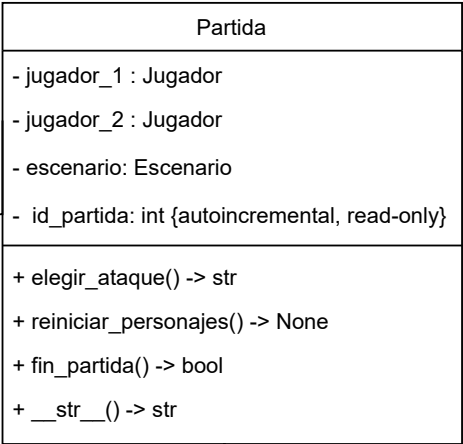 Partida
- jugador_1 : Jugador
- jugador_2 : Jugador
- escenario: Escenario
- id_partida: int {autoincremental, read-only}
+ elegir_ataque() -> str
+ reiniciar_personajes() -> None
+ fin_partida() -> bool
+ __str__() -> str